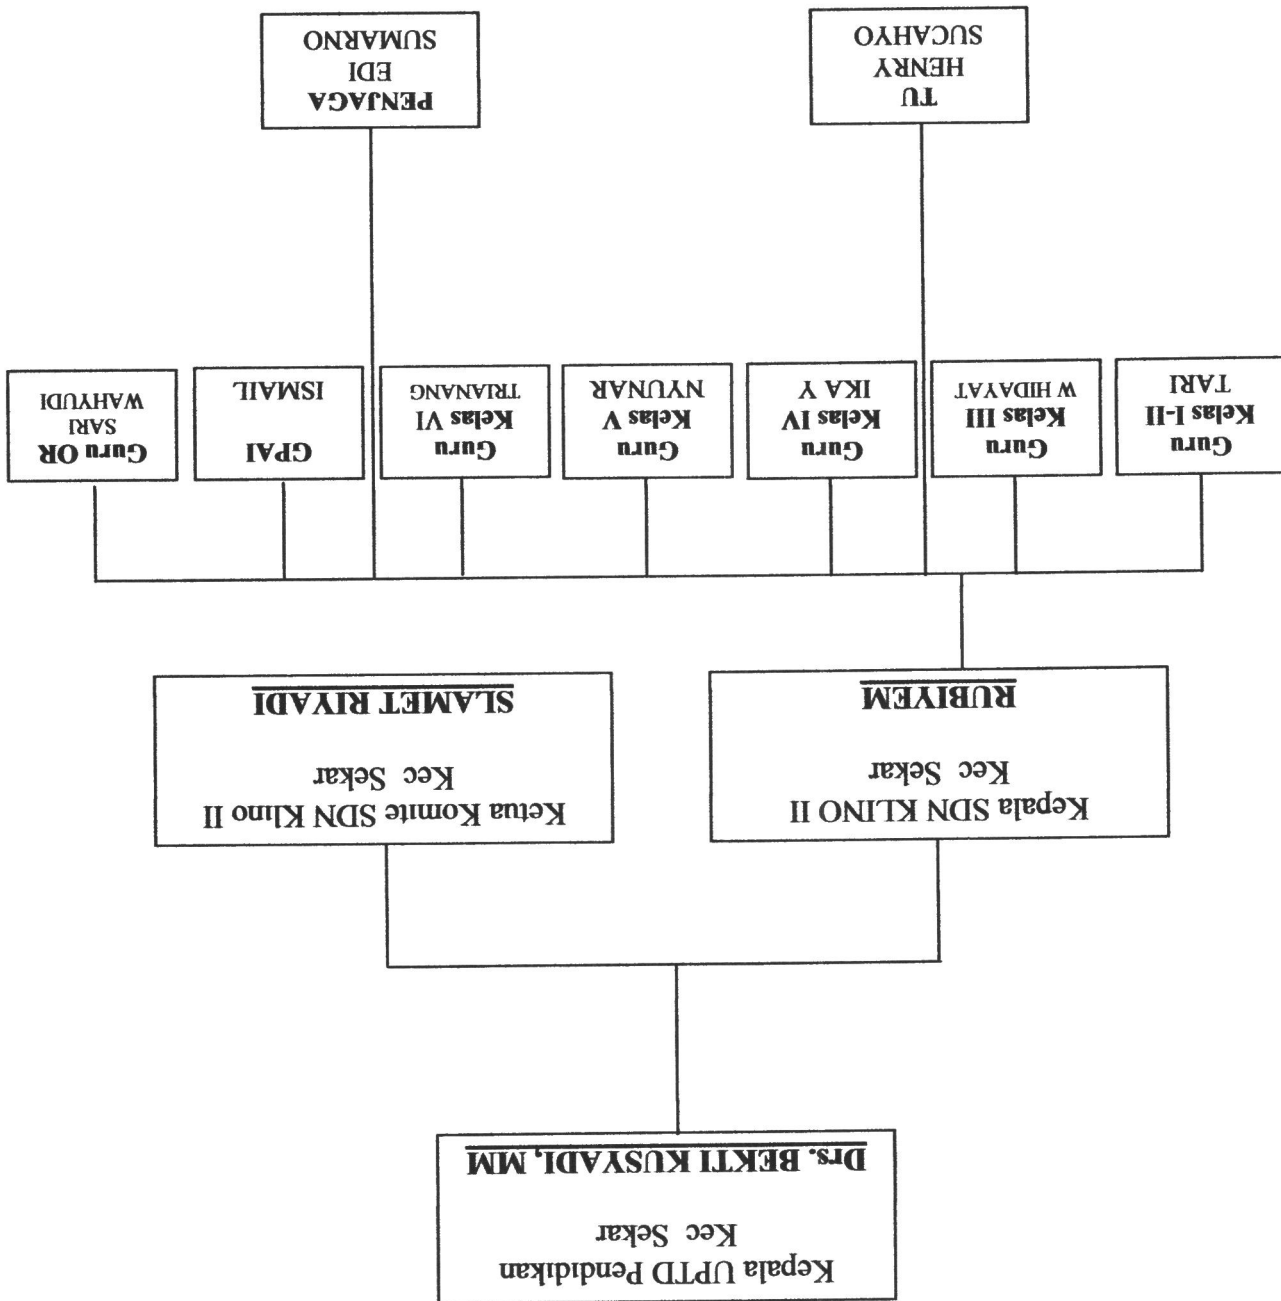 Kepala UPTD Pendidikan
Kec Sekar
Drs. BEKTI KUSYADI, MM
Kepala SDN KLINO II
Kec Sekar
RUBIYEM
Ketua Komite SDN Klino II
Kec Sekar
SLAMET RIYADI
Guru
Kelas I-II
TARI
Guru
Kelas III
W HIDAYAT
Guru
Kelas IV
IKA Y
Guru
Kelas V
NYUNAR
Guru
Kelas VI
TRIANANG
GPAI
ISMAIL
Guru OR
SARI
WAHYUDI
TU
HENRY
SUCAHYO
PENJAGA
EDI
SUMARNO